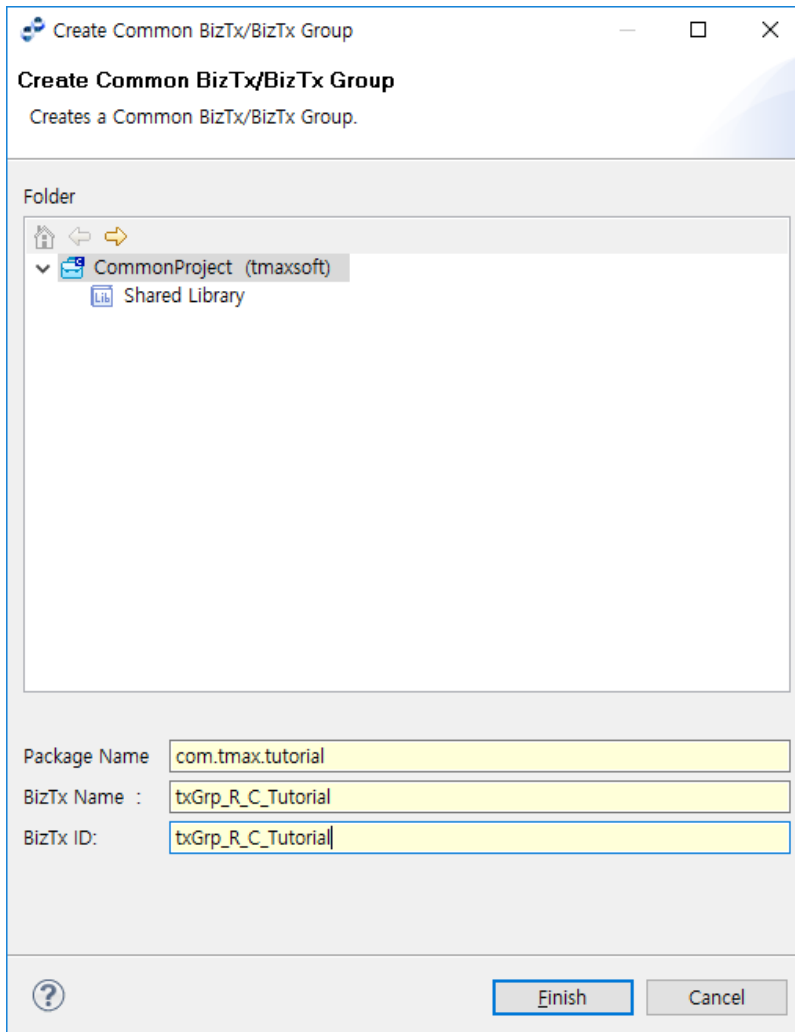 Create Common BizTx/BizTx Group
Create Common BizTx/BizTx Group
Creates a Common BizTx/BizTx Group.
Folder
CommonProject (tmaxsoft)
Lib Shared Library
Package Name com.tmax.tutorial
BizTx Name : txGrp_R_C_Tutorial
BizTx ID: txGrp_R_C_Tutorial
? Finish Cancel